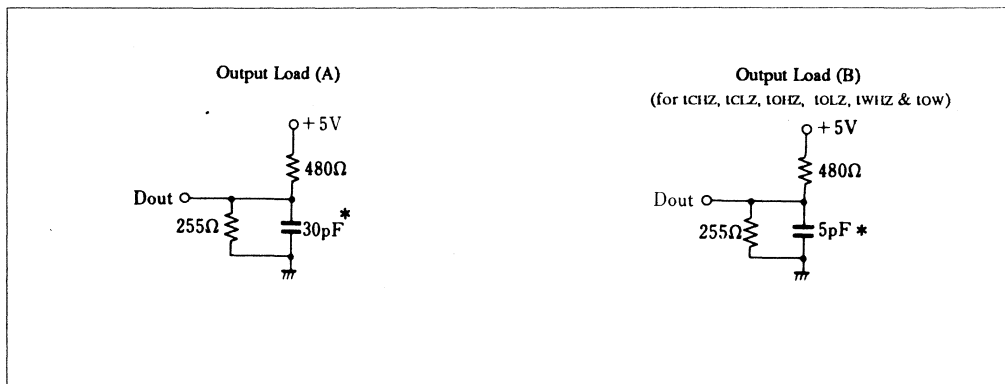 Output Load (A)
+5V
480Ω
Dout
255Ω
30pF*
Output Load (B)
(for tCHZ, tCLZ, tOHZ, tOLZ, tWHZ & tOW)
+5V
480Ω
Dout
255Ω
5pF *